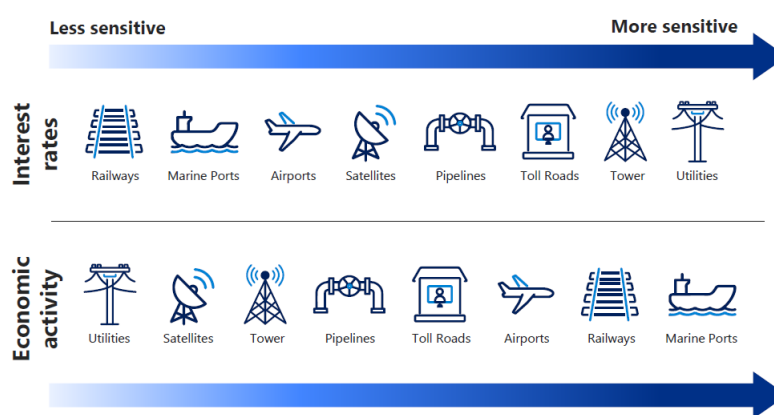 Less sensitive
More sensitive
Interest
rates
Railways
Marine Ports
Airports
Satellites
Pipelines
Toll Roads
Tower
Utilities
Economic
activity
Utilities
Satellites
Tower
Pipelines
Toll Roads
Airports
Railways
Marine Ports